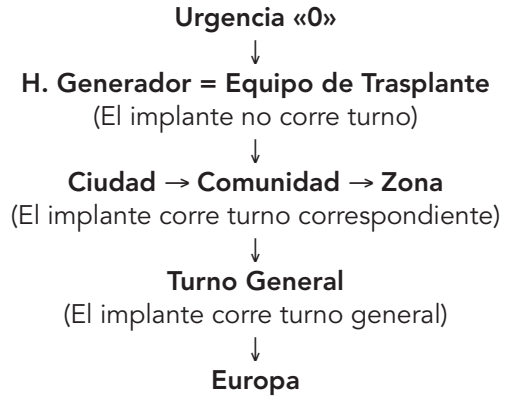 Urgencia «0»
↓
H. Generador = Equipo de Trasplante
(El implante no corre turno)
↓
Ciudad → Comunidad → Zona
(El implante corre turno correspondiente)
↓
Turno General
(El implante corre turno general)
↓
Europa